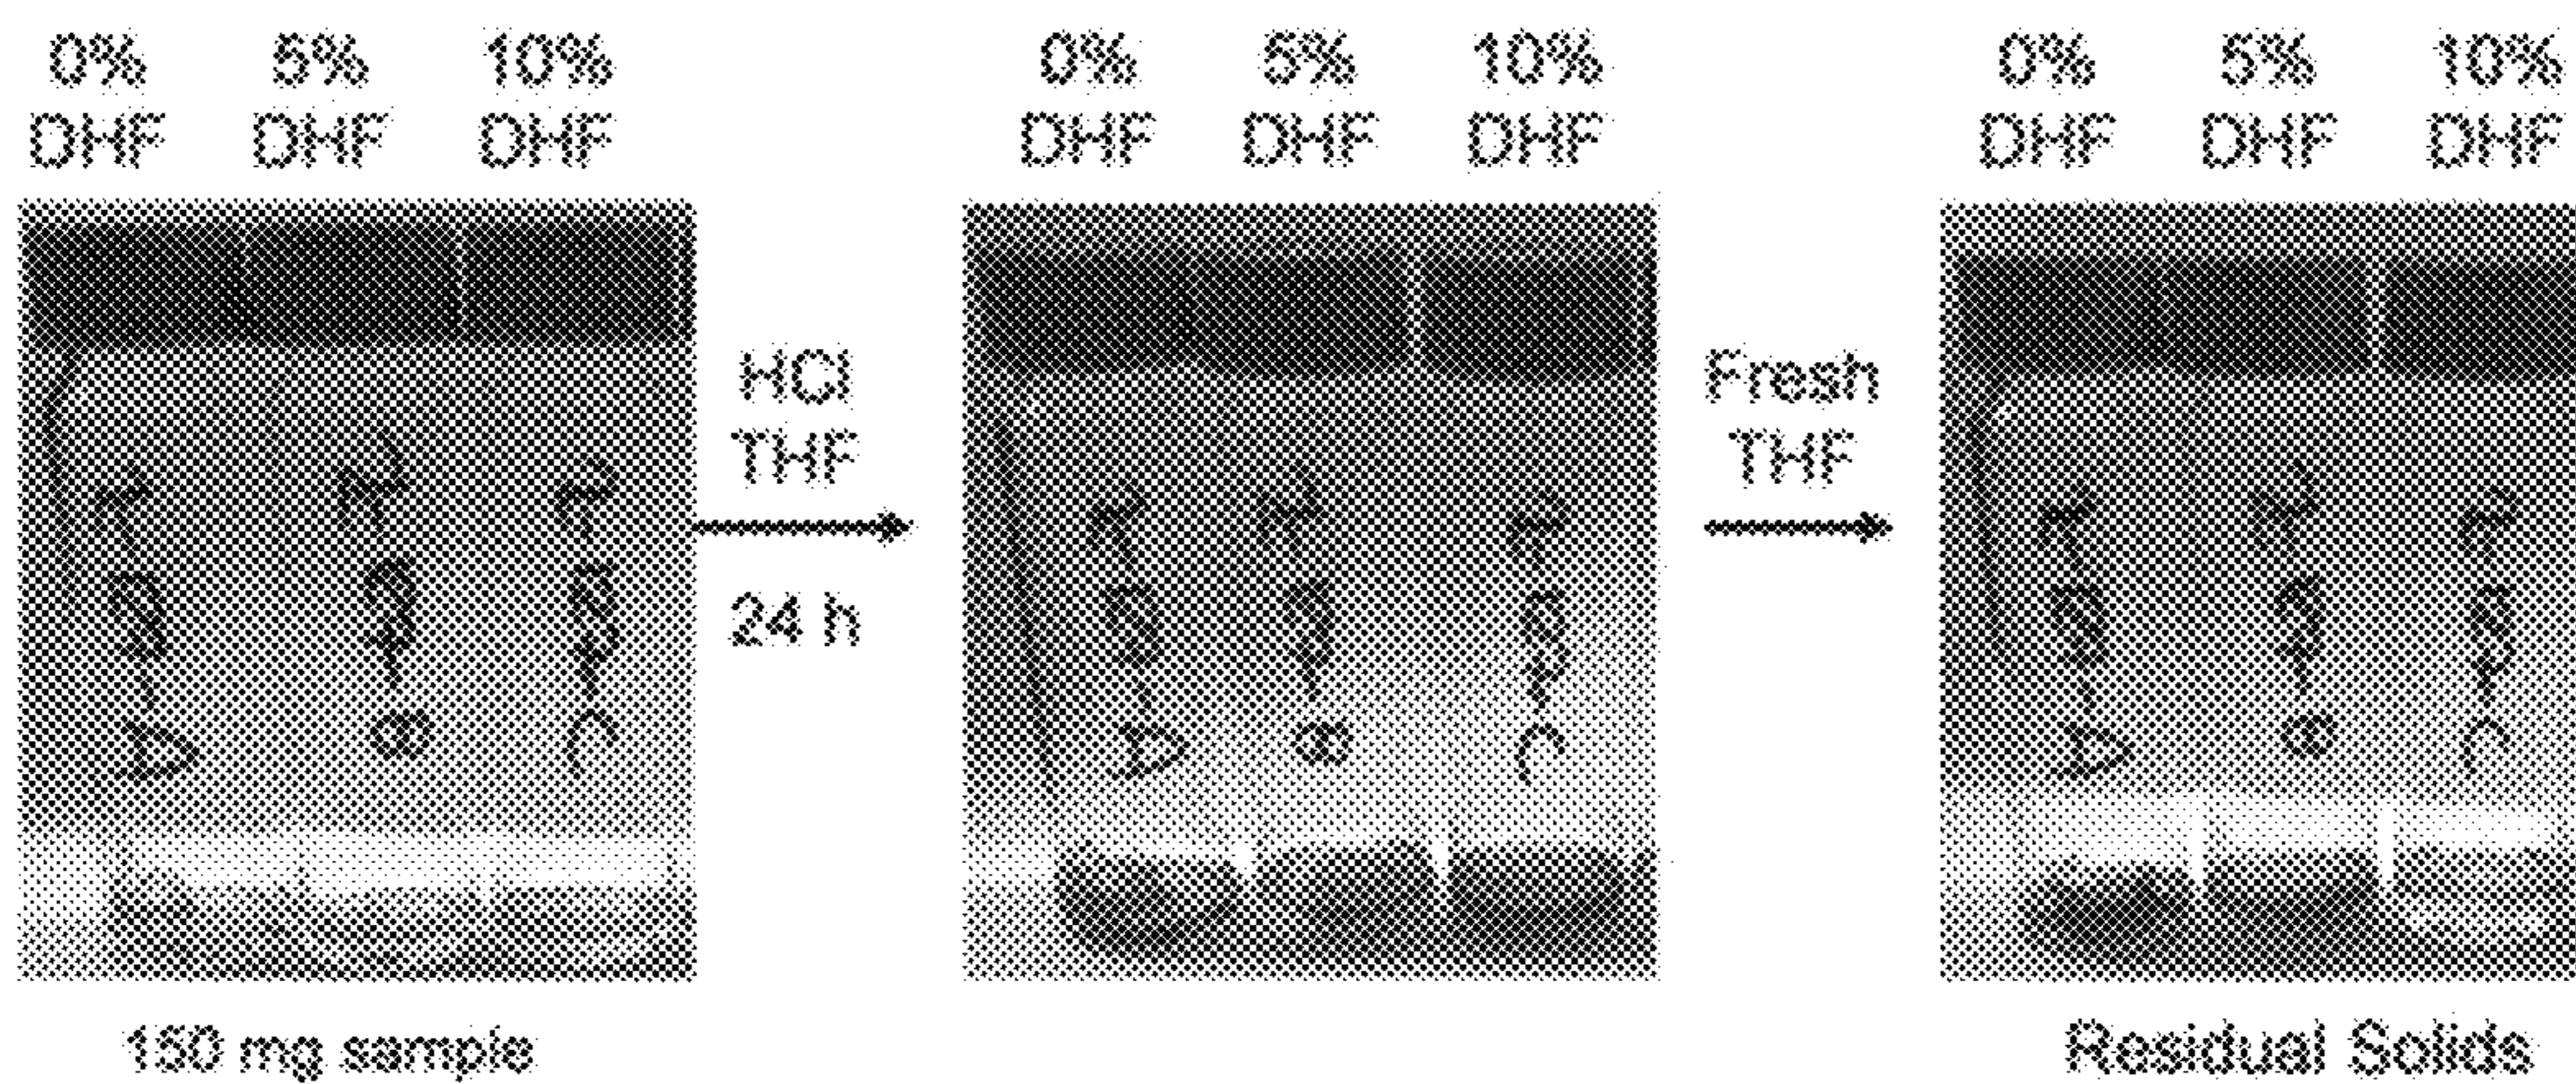 0% 5% 10%
DHF DHF DHF
0% 5% 10%
DHF DHF DHF
0% 5% 10%
DHF DHF DHF
HCl
THF
24 h
Fresh
THF
A
B
C
A
B
C
A
B
C
150 mg sample
Residual Solids